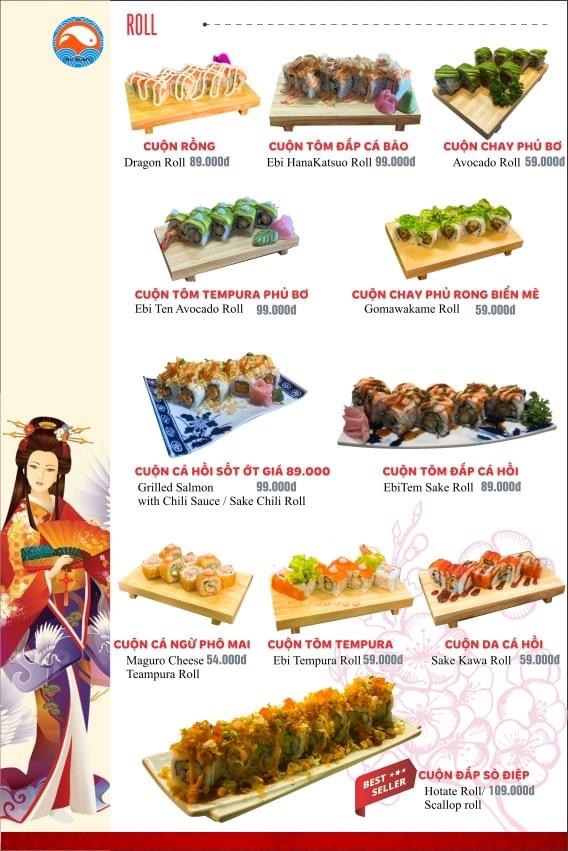 ROLL
CUỘN RỒNG
Dragon Roll 89.000đ
CUỘN TÔM ĐẮP CÁ BÀO
Ebi HanaKatsuo Roll 99.000đ
CUỘN CHAY PHỦ BƠ
Avocado Roll 59.000đ
CUỘN TÔM TEMPURA PHỦ BƠ
Ebi Ten Avocado Roll 99.000đ
CUỘN CHAY PHỦ RONG BIỂN MÈ
Gomawakame Roll 59.000đ
CUỘN CÁ HỒI SỐT ỚT GIÁ 89.000
Grilled Salmon 99.000đ
with Chili Sauce / Sake Chili Roll
CUỘN TÔM ĐẮP CÁ HỒI
EbiTem Sake Roll 89.000đ
CUỘN CÁ NGỪ PHÔ MAI
Maguro Cheese 54.000đ
Teampura Roll
CUỘN TÔM TEMPURA
Ebi Tempura Roll 59.000đ
CUỘN DA CÁ HỒI
Sake Kawa Roll 59.000đ
BEST
SELLER
CUỘN ĐẮP SÒ ĐIỆP
Hotate Roll/ 109.000đ
Scallop roll